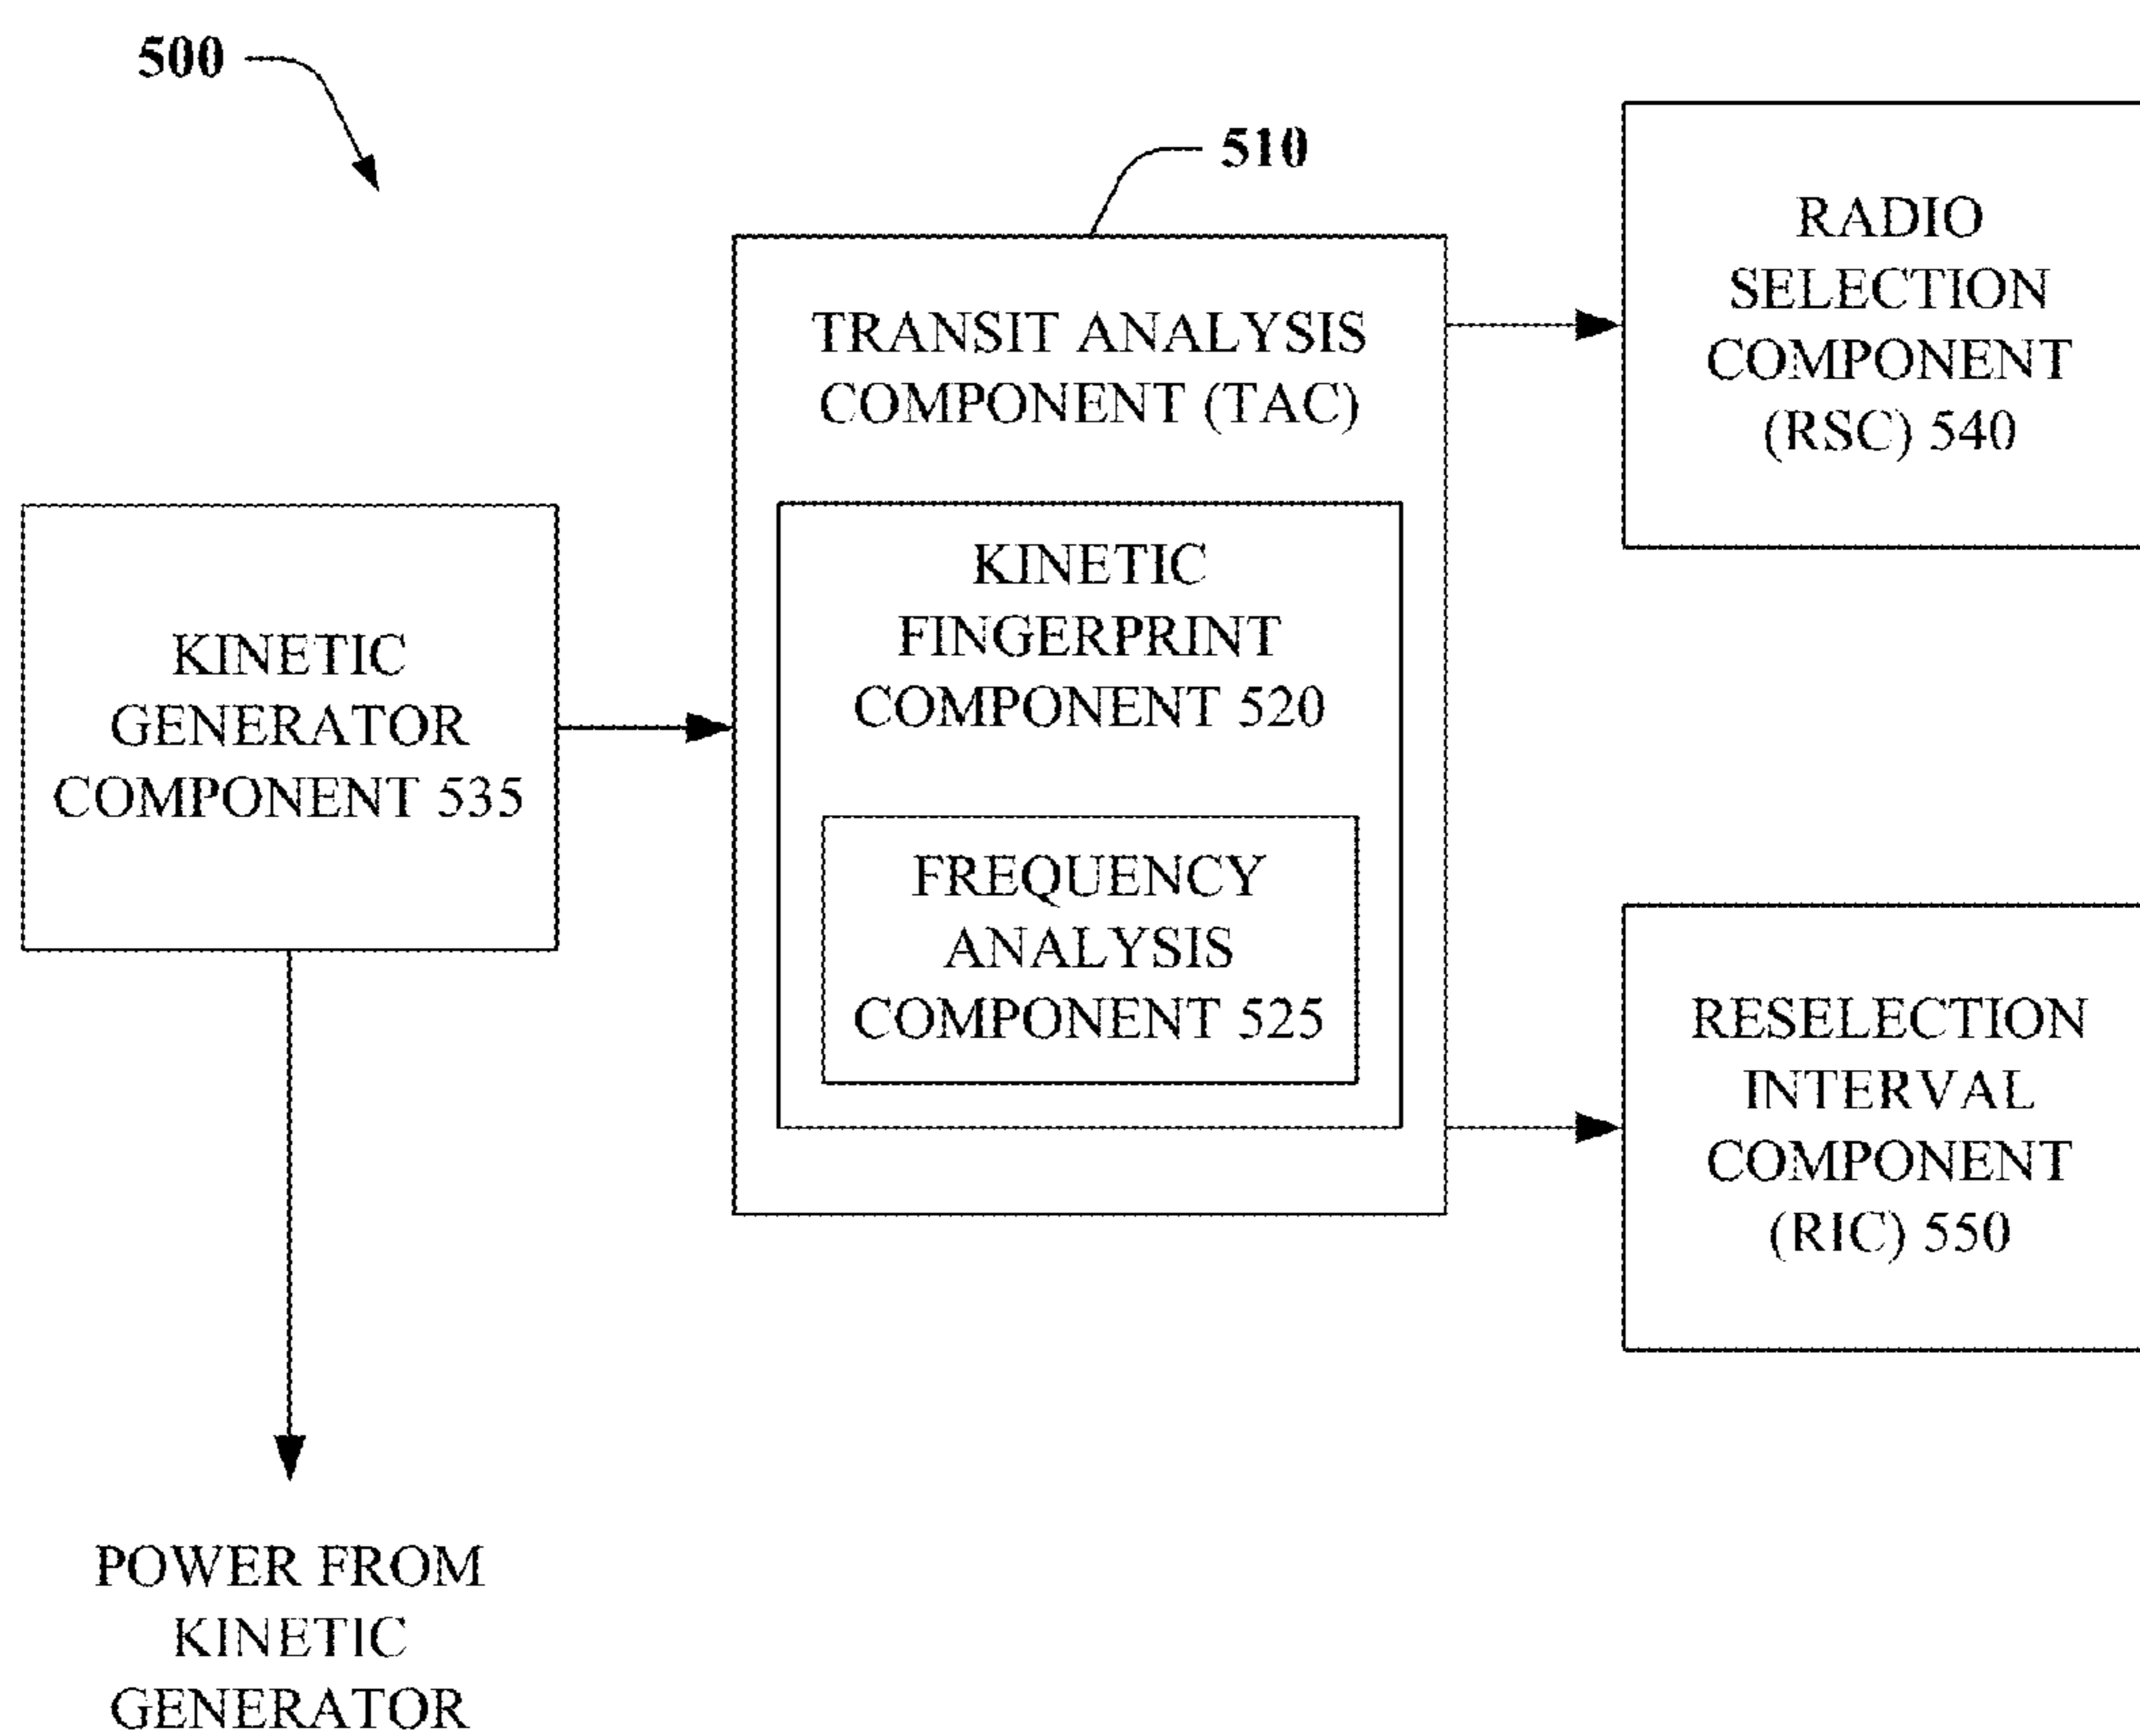 500
510
RADIO
SELECTION
COMPONENT
(RSC) 540
TRANSIT ANALYSIS
COMPONENT (TAC)
KINETIC
FINGERPRINT
COMPONENT 520
KINETIC
GENERATOR
COMPONENT 535
FREQUENCY
ANALYSIS
COMPONENT 525
RESELECTION
INTERVAL
COMPONENT
(RIC) 550
POWER FROM
KINETIC
GENERATOR